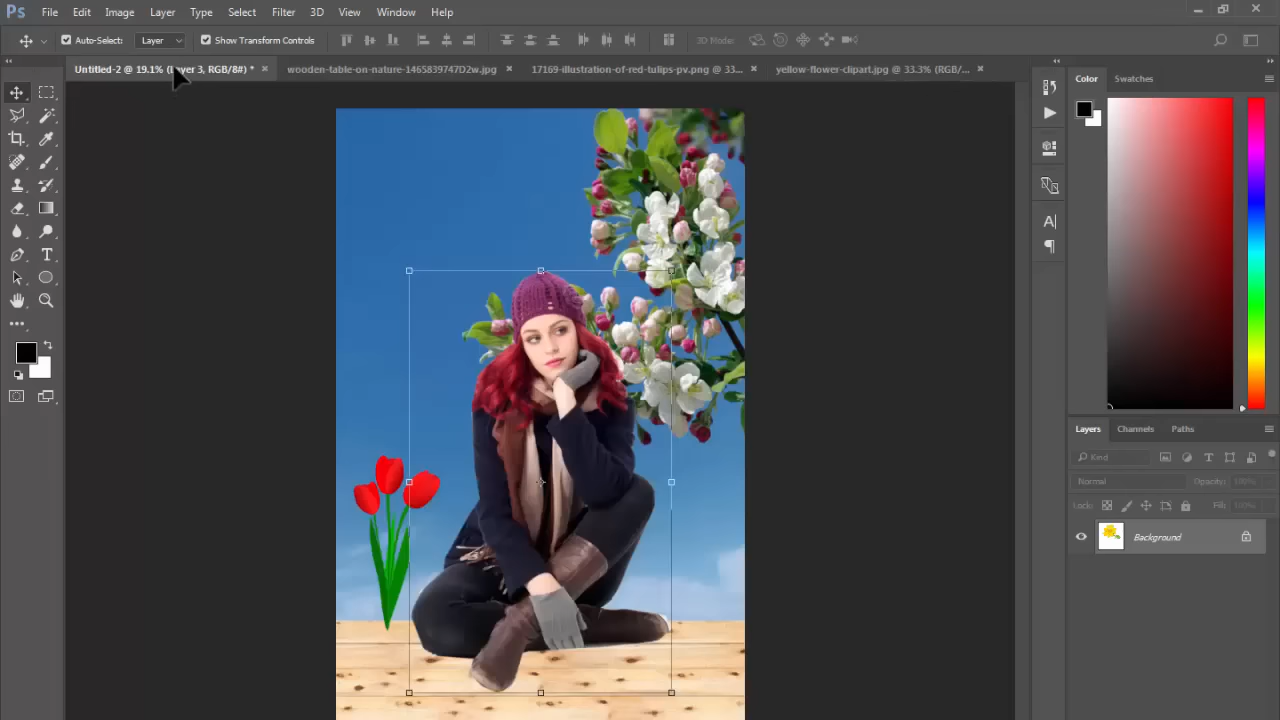 Ps File Edit Image Layer Type Select Filter 3D View Window Help
Auto-Select: Layer Show Transform Controls 3D Mode:
Untitled-2 @ 19.1% (Layer 3, RGB/8#) * × wooden-table-on-nature-1465839747D2w.jpg × 17169-illustration-of-red-tulips-pv.png @ 33... × yellow-flower-clipart.jpg @ 33.3% (RGB/... ×
Color Swatches
Layers Channels Paths
Kind
Normal Opacity: 100%
Lock: Fill: 100%
Background